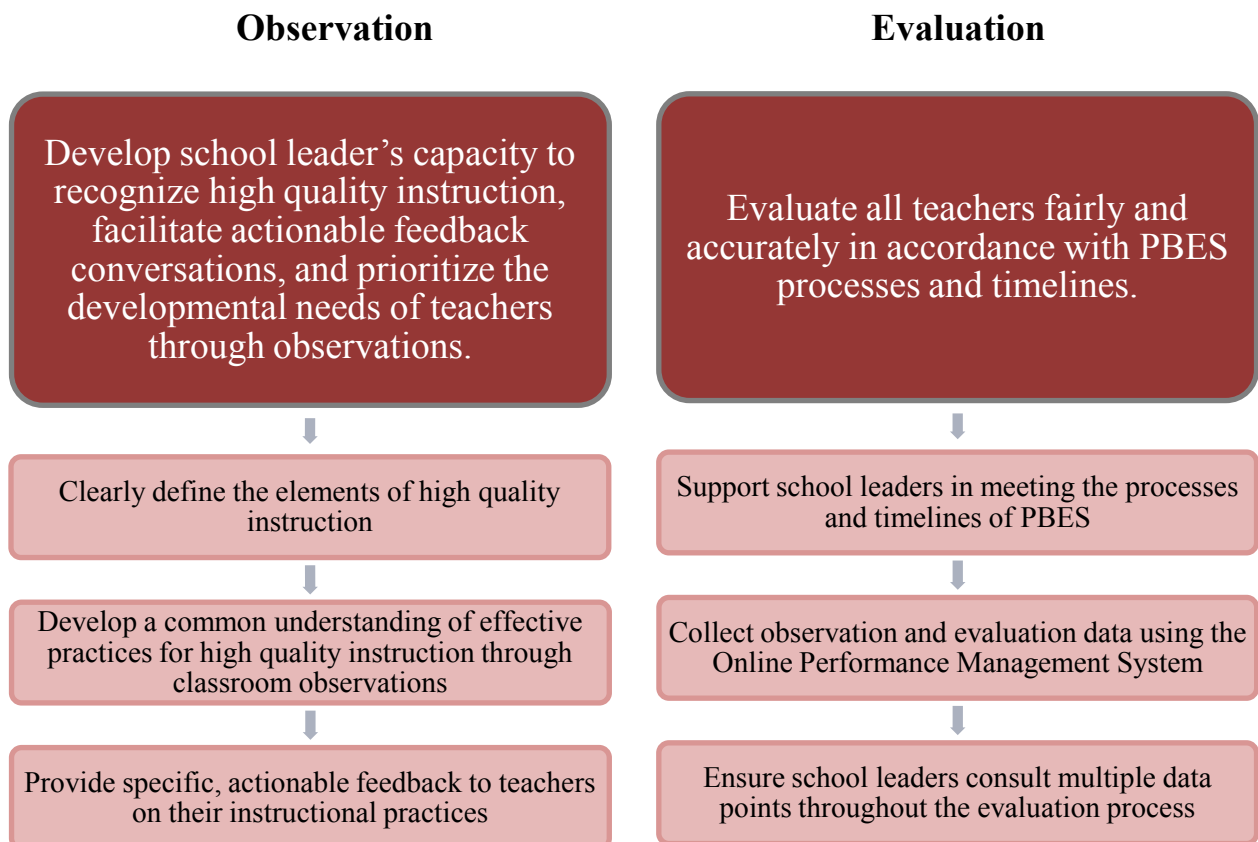 Observation
Develop school leader’s capacity to
recognize high quality instruction,
facilitate actionable feedback
conversations, and prioritize the
developmental needs of teachers
through observations.
Clearly define the elements of high quality
instruction
Develop a common understanding of effective
practices for high quality instruction through
classroom observations
Provide specific, actionable feedback to teachers
on their instructional practices
Evaluation
Evaluate all teachers fairly and
accurately in accordance with PBES
processes and timelines.
Support school leaders in meeting the processes
and timelines of PBES
Collect observation and evaluation data using the
Online Performance Management System
Ensure school leaders consult multiple data
points throughout the evaluation process